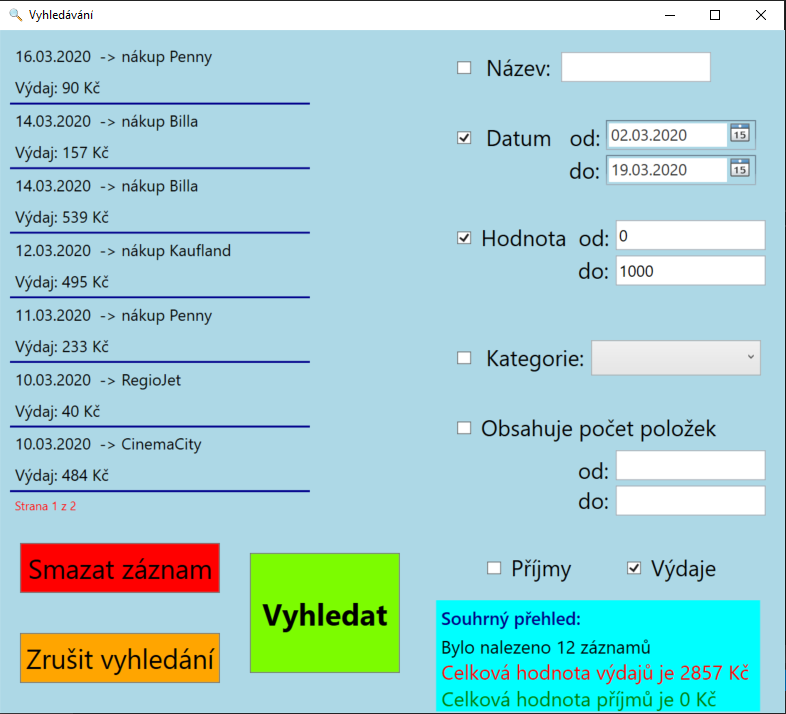 Vyhledávání
16.03.2020 -> nákup Penny
Výdaj: 90 Kč
14.03.2020 -> nákup Billa
Výdaj: 157 Kč
14.03.2020 -> nákup Billa
Výdaj: 539 Kč
12.03.2020 -> nákup Kaufland
Výdaj: 495 Kč
11.03.2020 -> nákup Penny
Výdaj: 233 Kč
10.03.2020 -> RegioJet
Výdaj: 40 Kč
10.03.2020 -> CinemaCity
Výdaj: 484 Kč
Strana 1 z 2
Smazat záznam
Zrušit vyhledání
Vyhledat
Název:
Datum od: 02.03.2020 15
do: 19.03.2020 15
Hodnota od: 0
do: 1000
Kategorie:
Obsahuje počet položek
od:
do:
Příjmy Výdaje
Souhrný přehled:
Bylo nalezeno 12 záznamů
Celková hodnota výdajů je 2857 Kč
Celková hodnota příjmů je 0 Kč